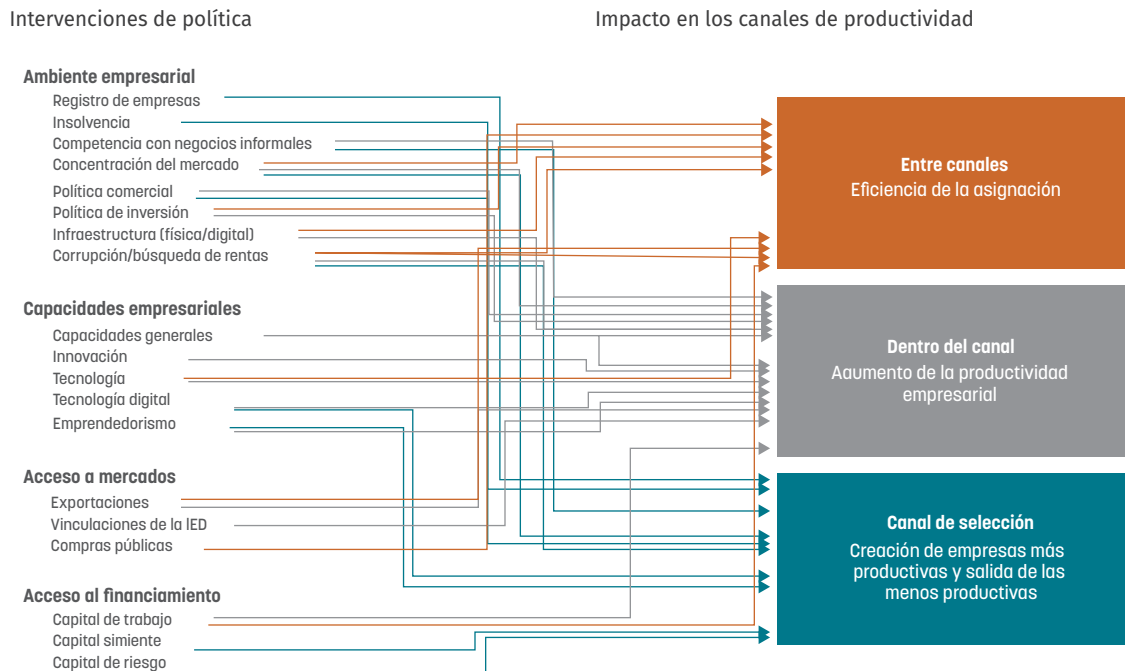 Intervenciones de política
Impacto en los canales de productividad
Ambiente empresarial
Registro de empresas
Insolvencia
Competencia con negocios informales
Concentración del mercado
Política comercial
Política de inversión
Infraestructura (física/digital)
Corrupción/búsqueda de rentas
Capacidades empresariales
Capacidades generales
Innovación
Tecnología
Tecnología digital
Emprendedorismo
Acceso a mercados
Exportaciones
Vinculaciones de la IED
Compras públicas
Acceso al financiamiento
Capital de trabajo
Capital simiente
Capital de riesgo
Entre canales
Eficiencia de la asignación
Dentro del canal
Aaumento de la productividad
empresarial
Canal de selección
Creación de empresas más
productivas y salida de las
menos productivas